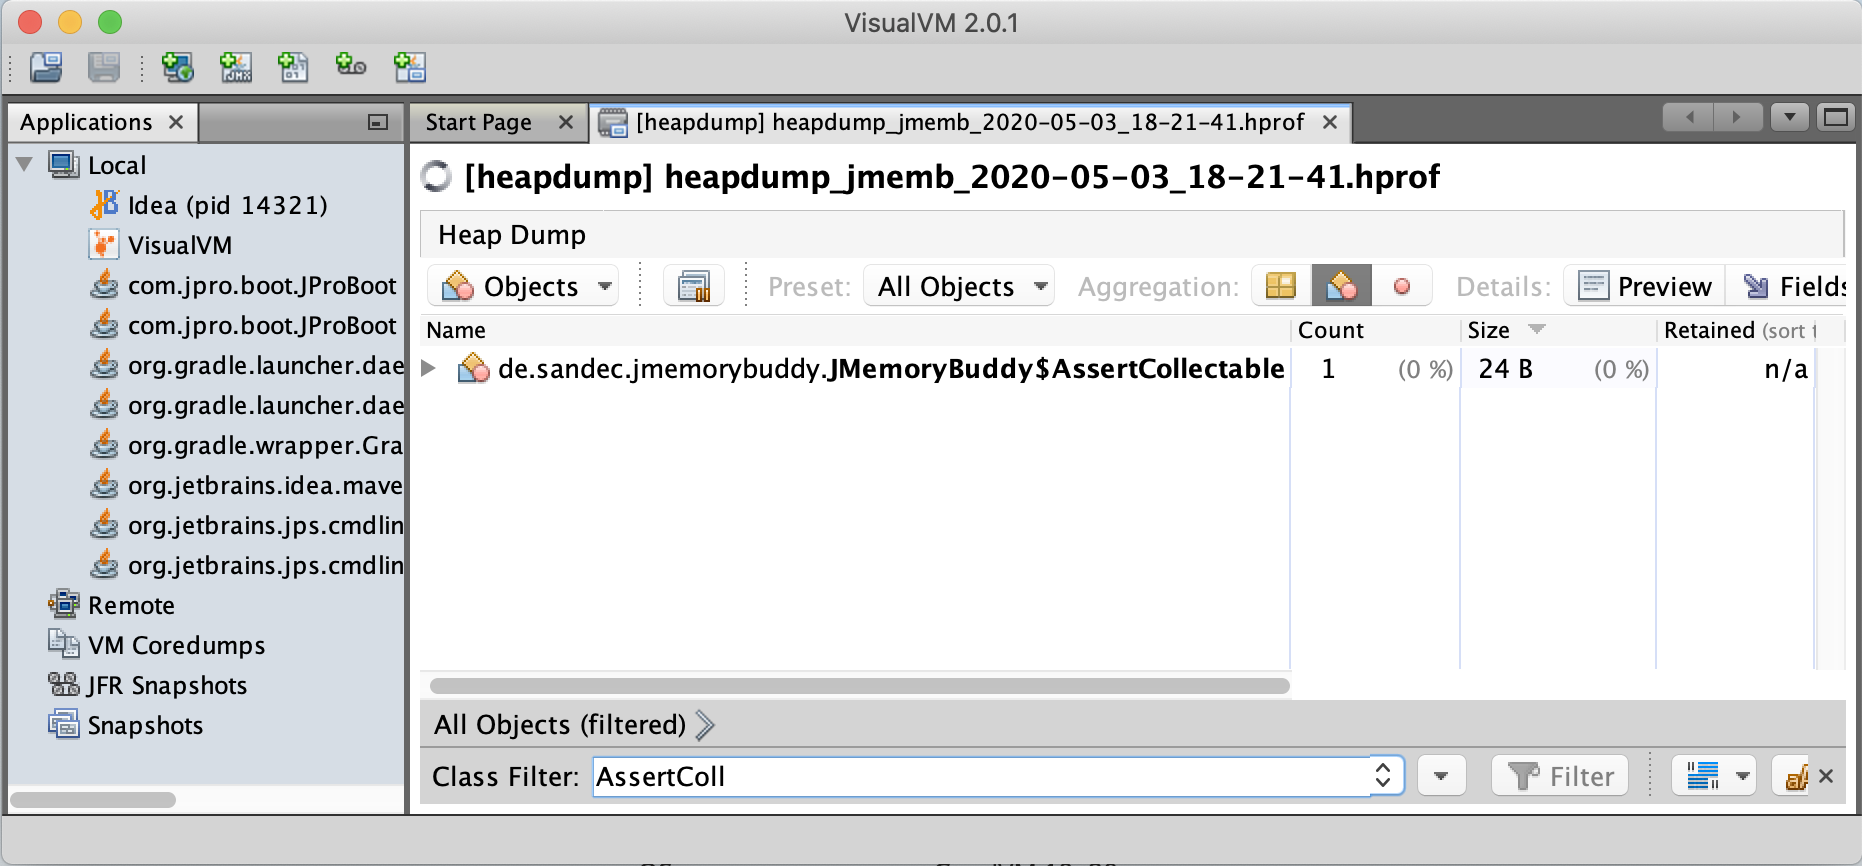 VisualVM 2.0.1
Applications
Start Page
[heapdump] heapdump_jmemb_2020-05-03_18-21-41.hprof
Local
Idea (pid 14321)
VisualVM
com.jpro.boot.JProBoot
com.jpro.boot.JProBoot
org.gradle.launcher.dae
org.gradle.launcher.dae
org.gradle.wrapper.Gra
org.jetbrains.idea.mave
org.jetbrains.jps.cmdlin
org.jetbrains.jps.cmdlin
Remote
VM Coredumps
JFR Snapshots
Snapshots
[heapdump] heapdump_jmemb_2020-05-03_18-21-41.hprof
Heap Dump
Objects Preset: All Objects Aggregation: Details: Preview Fields
Name Count Size Retained (sort
de.sandec.jmemorybuddy.JMemoryBuddy$AssertCollectable 1 (0 %) 24 B (0 %) n/a
All Objects (filtered)
Class Filter: AssertColl Filter